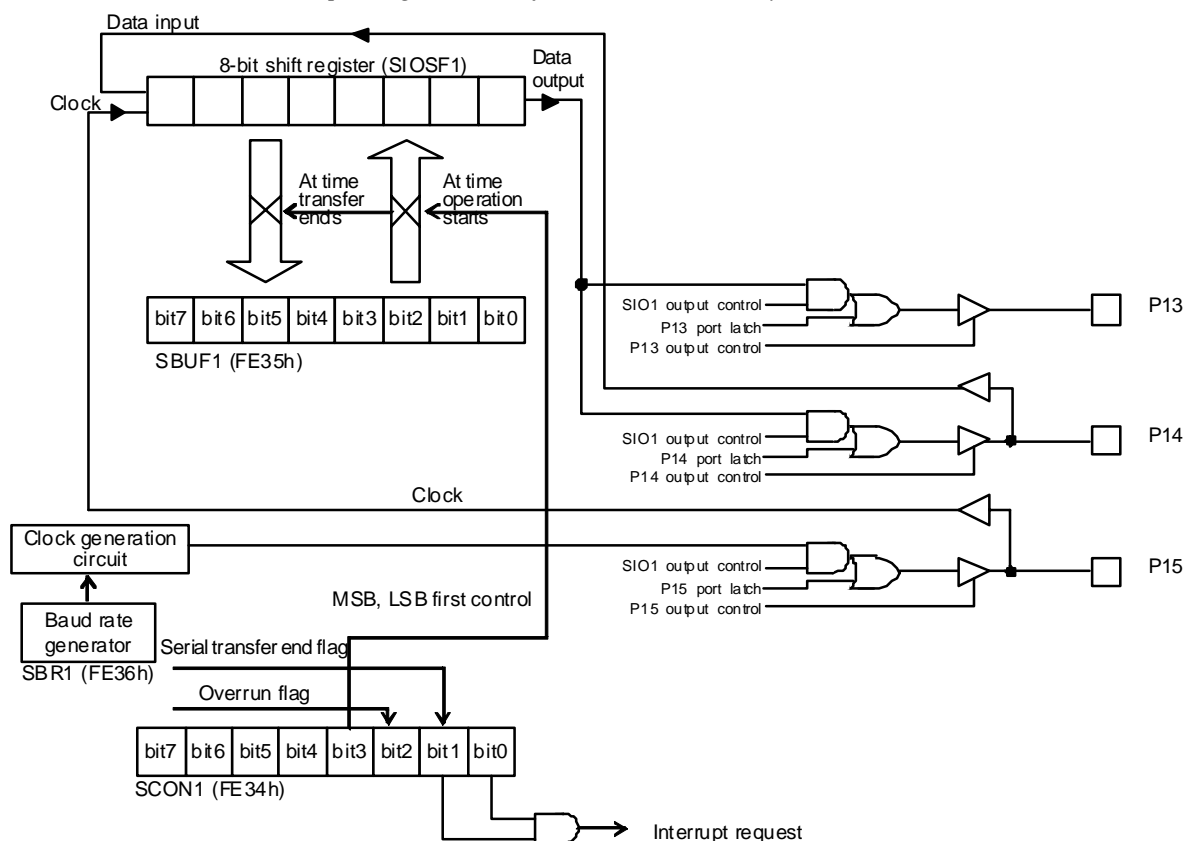 Data input
8-bit shift register (SIOSF1)
Data
output
Clock
At time
transfer
ends
At time
operation
starts
bit7 bit6 bit5 bit4 bit3 bit2 bit1 bit0
SBUF1 (FE35h)
SIO1 output control
P13 port latch
P13 output control
P13
SIO1 output control
P14 port latch
P14 output control
P14
Clock
Clock generation
circuit
SIO1 output control
P15 port latch
P15 output control
P15
Baud rate
generator
SBR1 (FE36h)
MSB, LSB first control
Serial transfer end flag
Overrun flag
bit7 bit6 bit5 bit4 bit3 bit2 bit1 bit0
SCON1 (FE34h)
Interrupt request